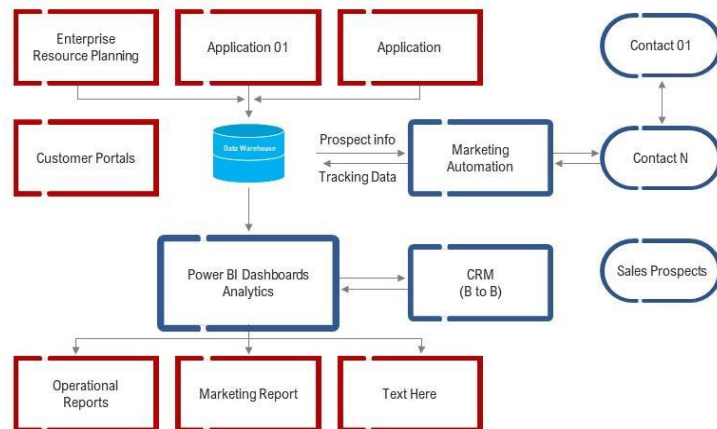 Enterprise
Resource Planning
Application 01
Application
Contact 01
Customer Portals
Data Warehouse
Prospect info
Tracking Data
Marketing
Automation
Contact N
Power BI Dashboards
Analytics
CRM
(B to B)
Sales Prospects
Operational
Reports
Marketing Report
Text Here